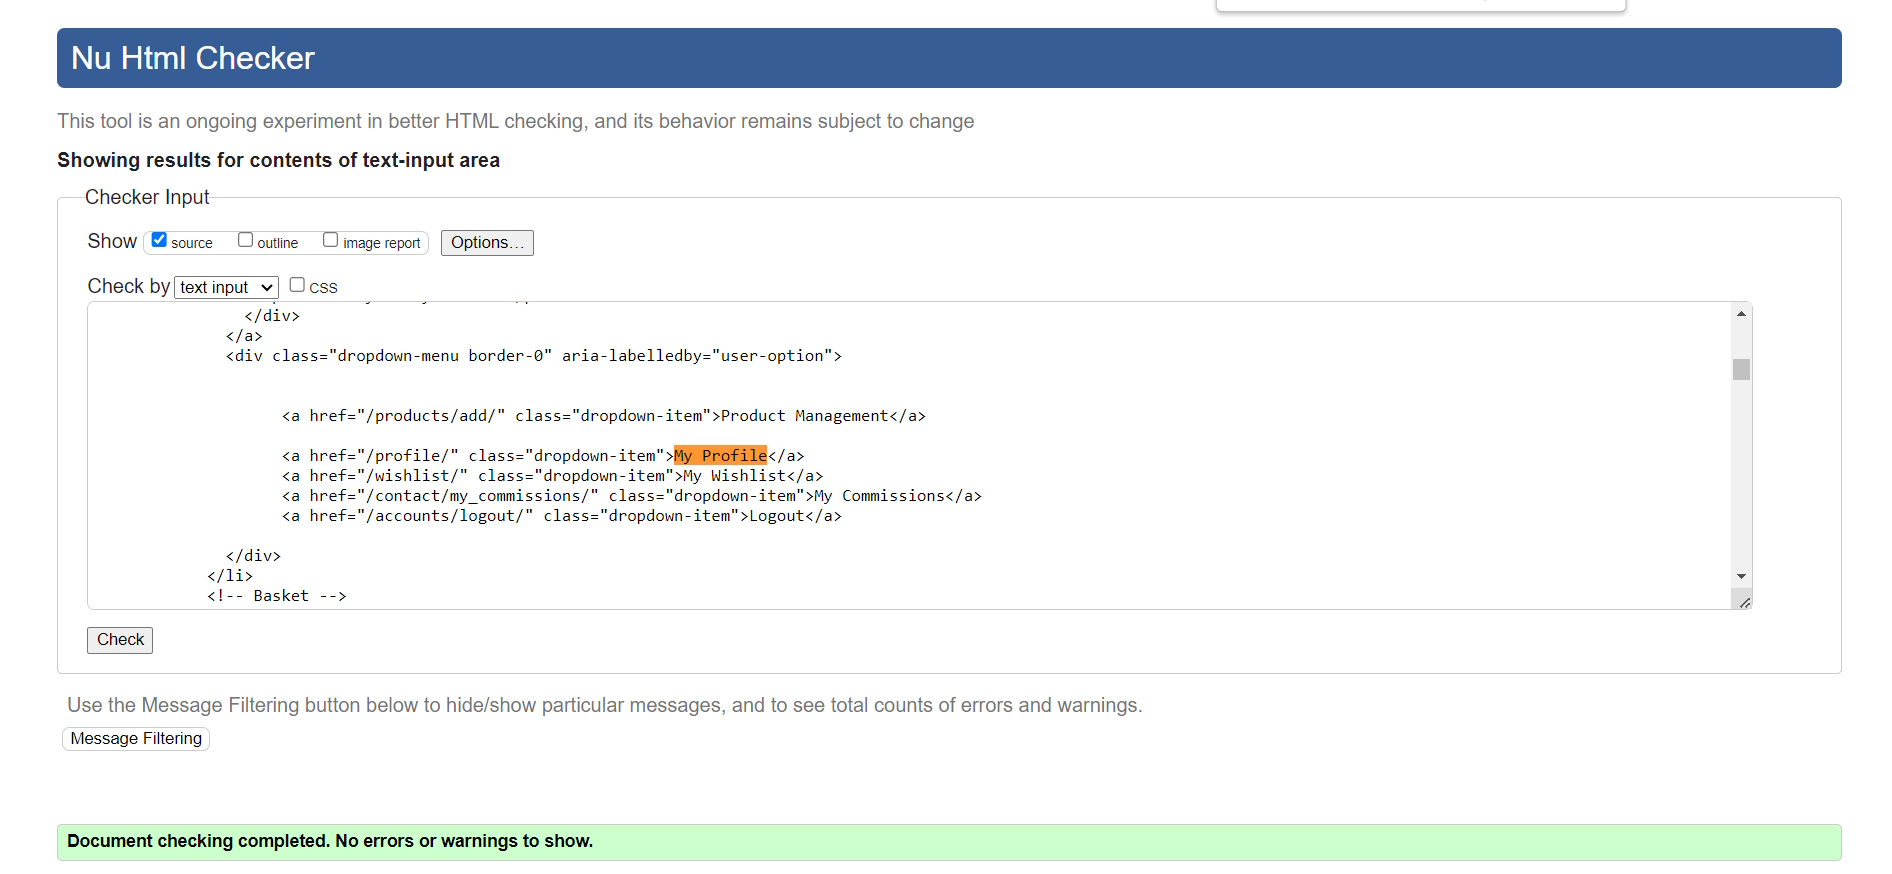 Nu Html Checker
This tool is an ongoing experiment in better HTML checking, and its behavior remains subject to change
Showing results for contents of text-input area
Checker Input
Show source outline image report Options...
Check by text input CSS
</div>
</a>
<div class="dropdown-menu border-0" aria-labelledby="user-option">
<a href="/products/add/" class="dropdown-item">Product Management</a>
<a href="/profile/" class="dropdown-item">My Profile</a>
<a href="/wishlist/" class="dropdown-item">My Wishlist</a>
<a href="/contact/my_commissions/" class="dropdown-item">My Commissions</a>
<a href="/accounts/logout/" class="dropdown-item">Logout</a>
</div>
</li>
<!-- Basket -->
Check
Use the Message Filtering button below to hide/show particular messages, and to see total counts of errors and warnings.
Message Filtering
Document checking completed. No errors or warnings to show.